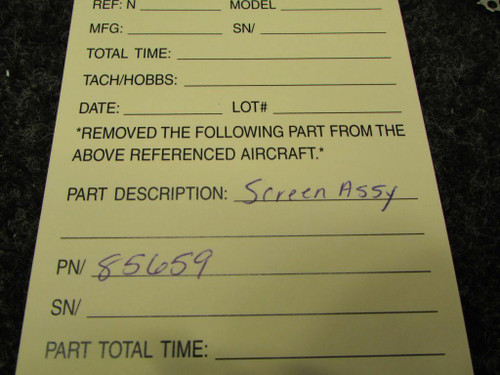 REF: N MODEL
MFG: SN/
TOTAL TIME:
TACH/HOBBS:
DATE: LOT#
*REMOVED THE FOLLOWING PART FROM THE
ABOVE REFERENCED AIRCRAFT.*
PART DESCRIPTION: Screen Assy
PN/ 85659
SN/
PART TOTAL TIME: